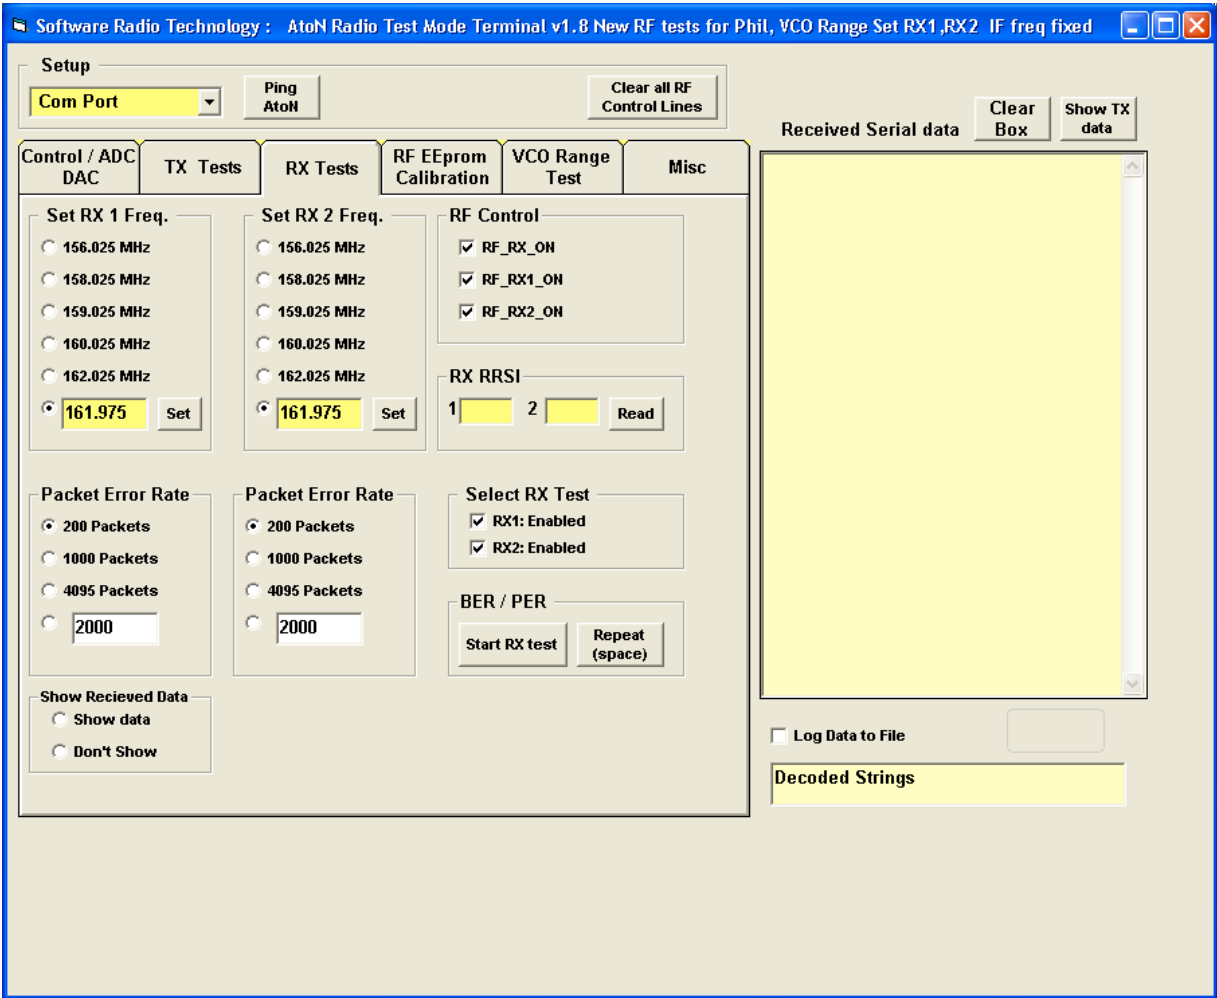 Software Radio Technology :   AtoN Radio Test Mode Terminal v1.8 New RF tests for Phil, VCO Range Set RX1 ,RX2  IF freq fixed
Setup
Com Port
Ping
AtoN
Clear all RF
Control Lines
Received Serial data
Clear
Box
Show TX
data
Control / ADC
DAC
TX Tests
RX Tests
RF EEprom
Calibration
VCO Range
Test
Misc
Set RX 1 Freq.
156.025 MHz
158.025 MHz
159.025 MHz
160.025 MHz
162.025 MHz
161.975
Set
Set RX 2 Freq.
156.025 MHz
158.025 MHz
159.025 MHz
160.025 MHz
162.025 MHz
161.975
Set
RF Control
RF_RX_ON
RF_RX1_ON
RF_RX2_ON
RX RRSI
1
2
Read
Packet Error Rate
200 Packets
1000 Packets
4095 Packets
2000
Packet Error Rate
200 Packets
1000 Packets
4095 Packets
2000
Select RX Test
RX1: Enabled
RX2: Enabled
BER / PER
Start RX test
Repeat
(space)
Show Recieved Data
Show data
Don't Show
Log Data to File
Decoded Strings